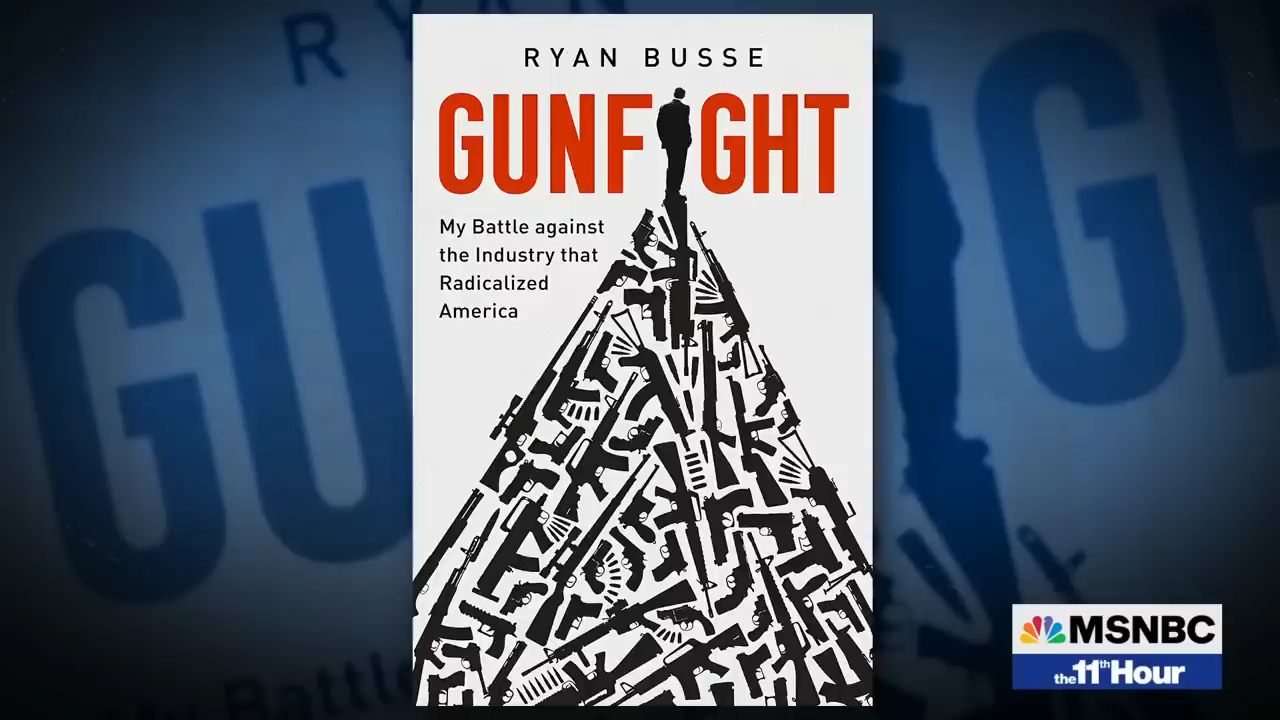 RYAN BUSSE
GUNFIGHT
My Battle against
the Industry that
Radicalized
America
MSNBC
the 11th Hour